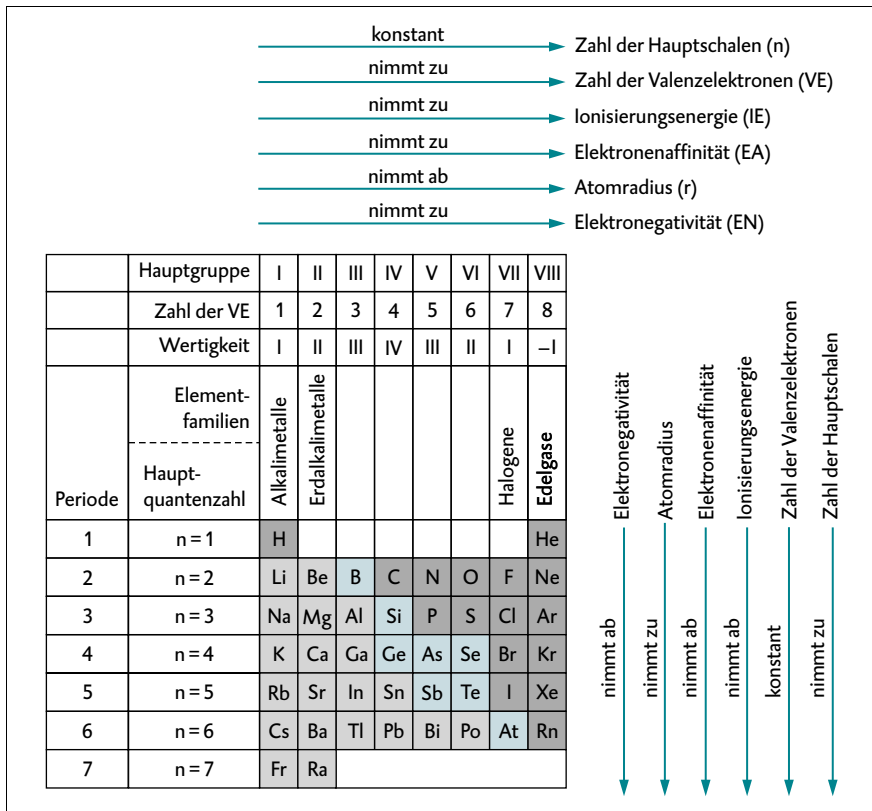 konstant Zahl der Hauptschalen (n)
nimmt zu Zahl der Valenzelektronen (VE)
nimmt zu Ionisierungsenergie (IE)
nimmt zu Elektronenaffinität (EA)
nimmt ab Atomradius (r)
nimmt zu Elektronegativität (EN)
Hauptgruppe I II III IV V VI VII VIII
Zahl der VE 1 2 3 4 5 6 7 8
Wertigkeit I II III IV III II I –I
Element-
familien
Haupt-
Periode quantenzahl
Alkalimetalle
Erdalkalimetalle
Halogene
Edelgase
1 n = 1 H He
2 n = 2 Li Be B C N O F Ne
3 n = 3 Na Mg Al Si P S Cl Ar
4 n = 4 K Ca Ga Ge As Se Br Kr
5 n = 5 Rb Sr In Sn Sb Te I Xe
6 n = 6 Cs Ba Tl Pb Bi Po At Rn
7 n = 7 Fr Ra
Elektronegativität
nimmt ab
Atomradius
nimmt zu
Elektronenaffinität
nimmt ab
Ionisierungsenergie
nimmt ab
Zahl der Valenzelektronen
konstant
Zahl der Hauptschalen
nimmt zu